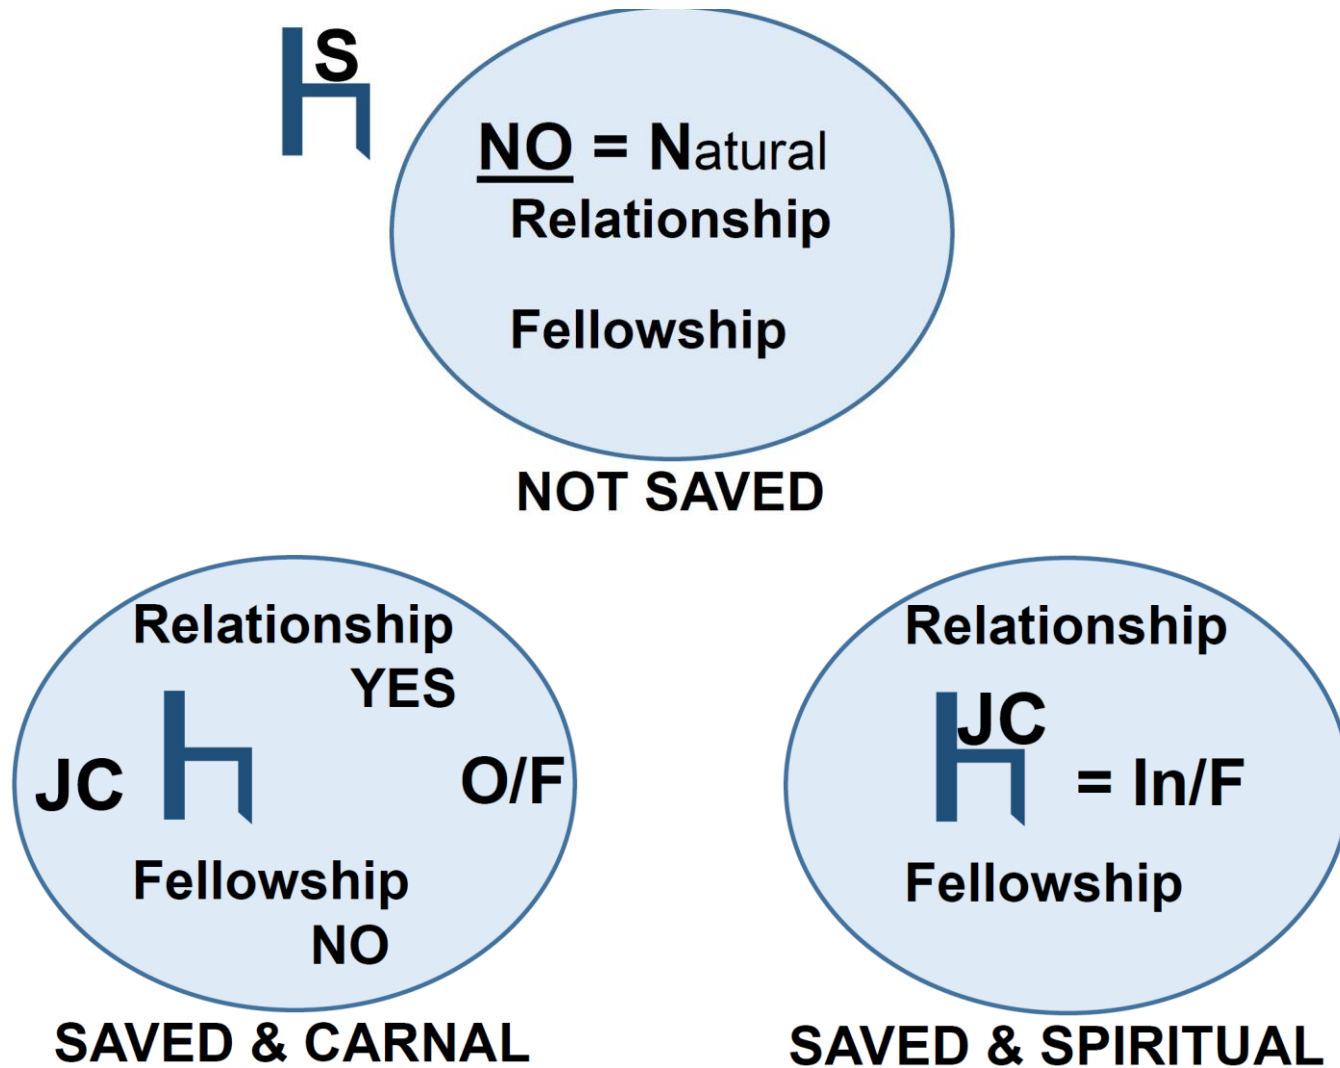 S
NO = Natural
Relationship
Fellowship
NOT SAVED
Relationship
YES
JC
O/F
Fellowship
NO
SAVED & CARNAL
Relationship
JC
= In/F
Fellowship
SAVED & SPIRITUAL